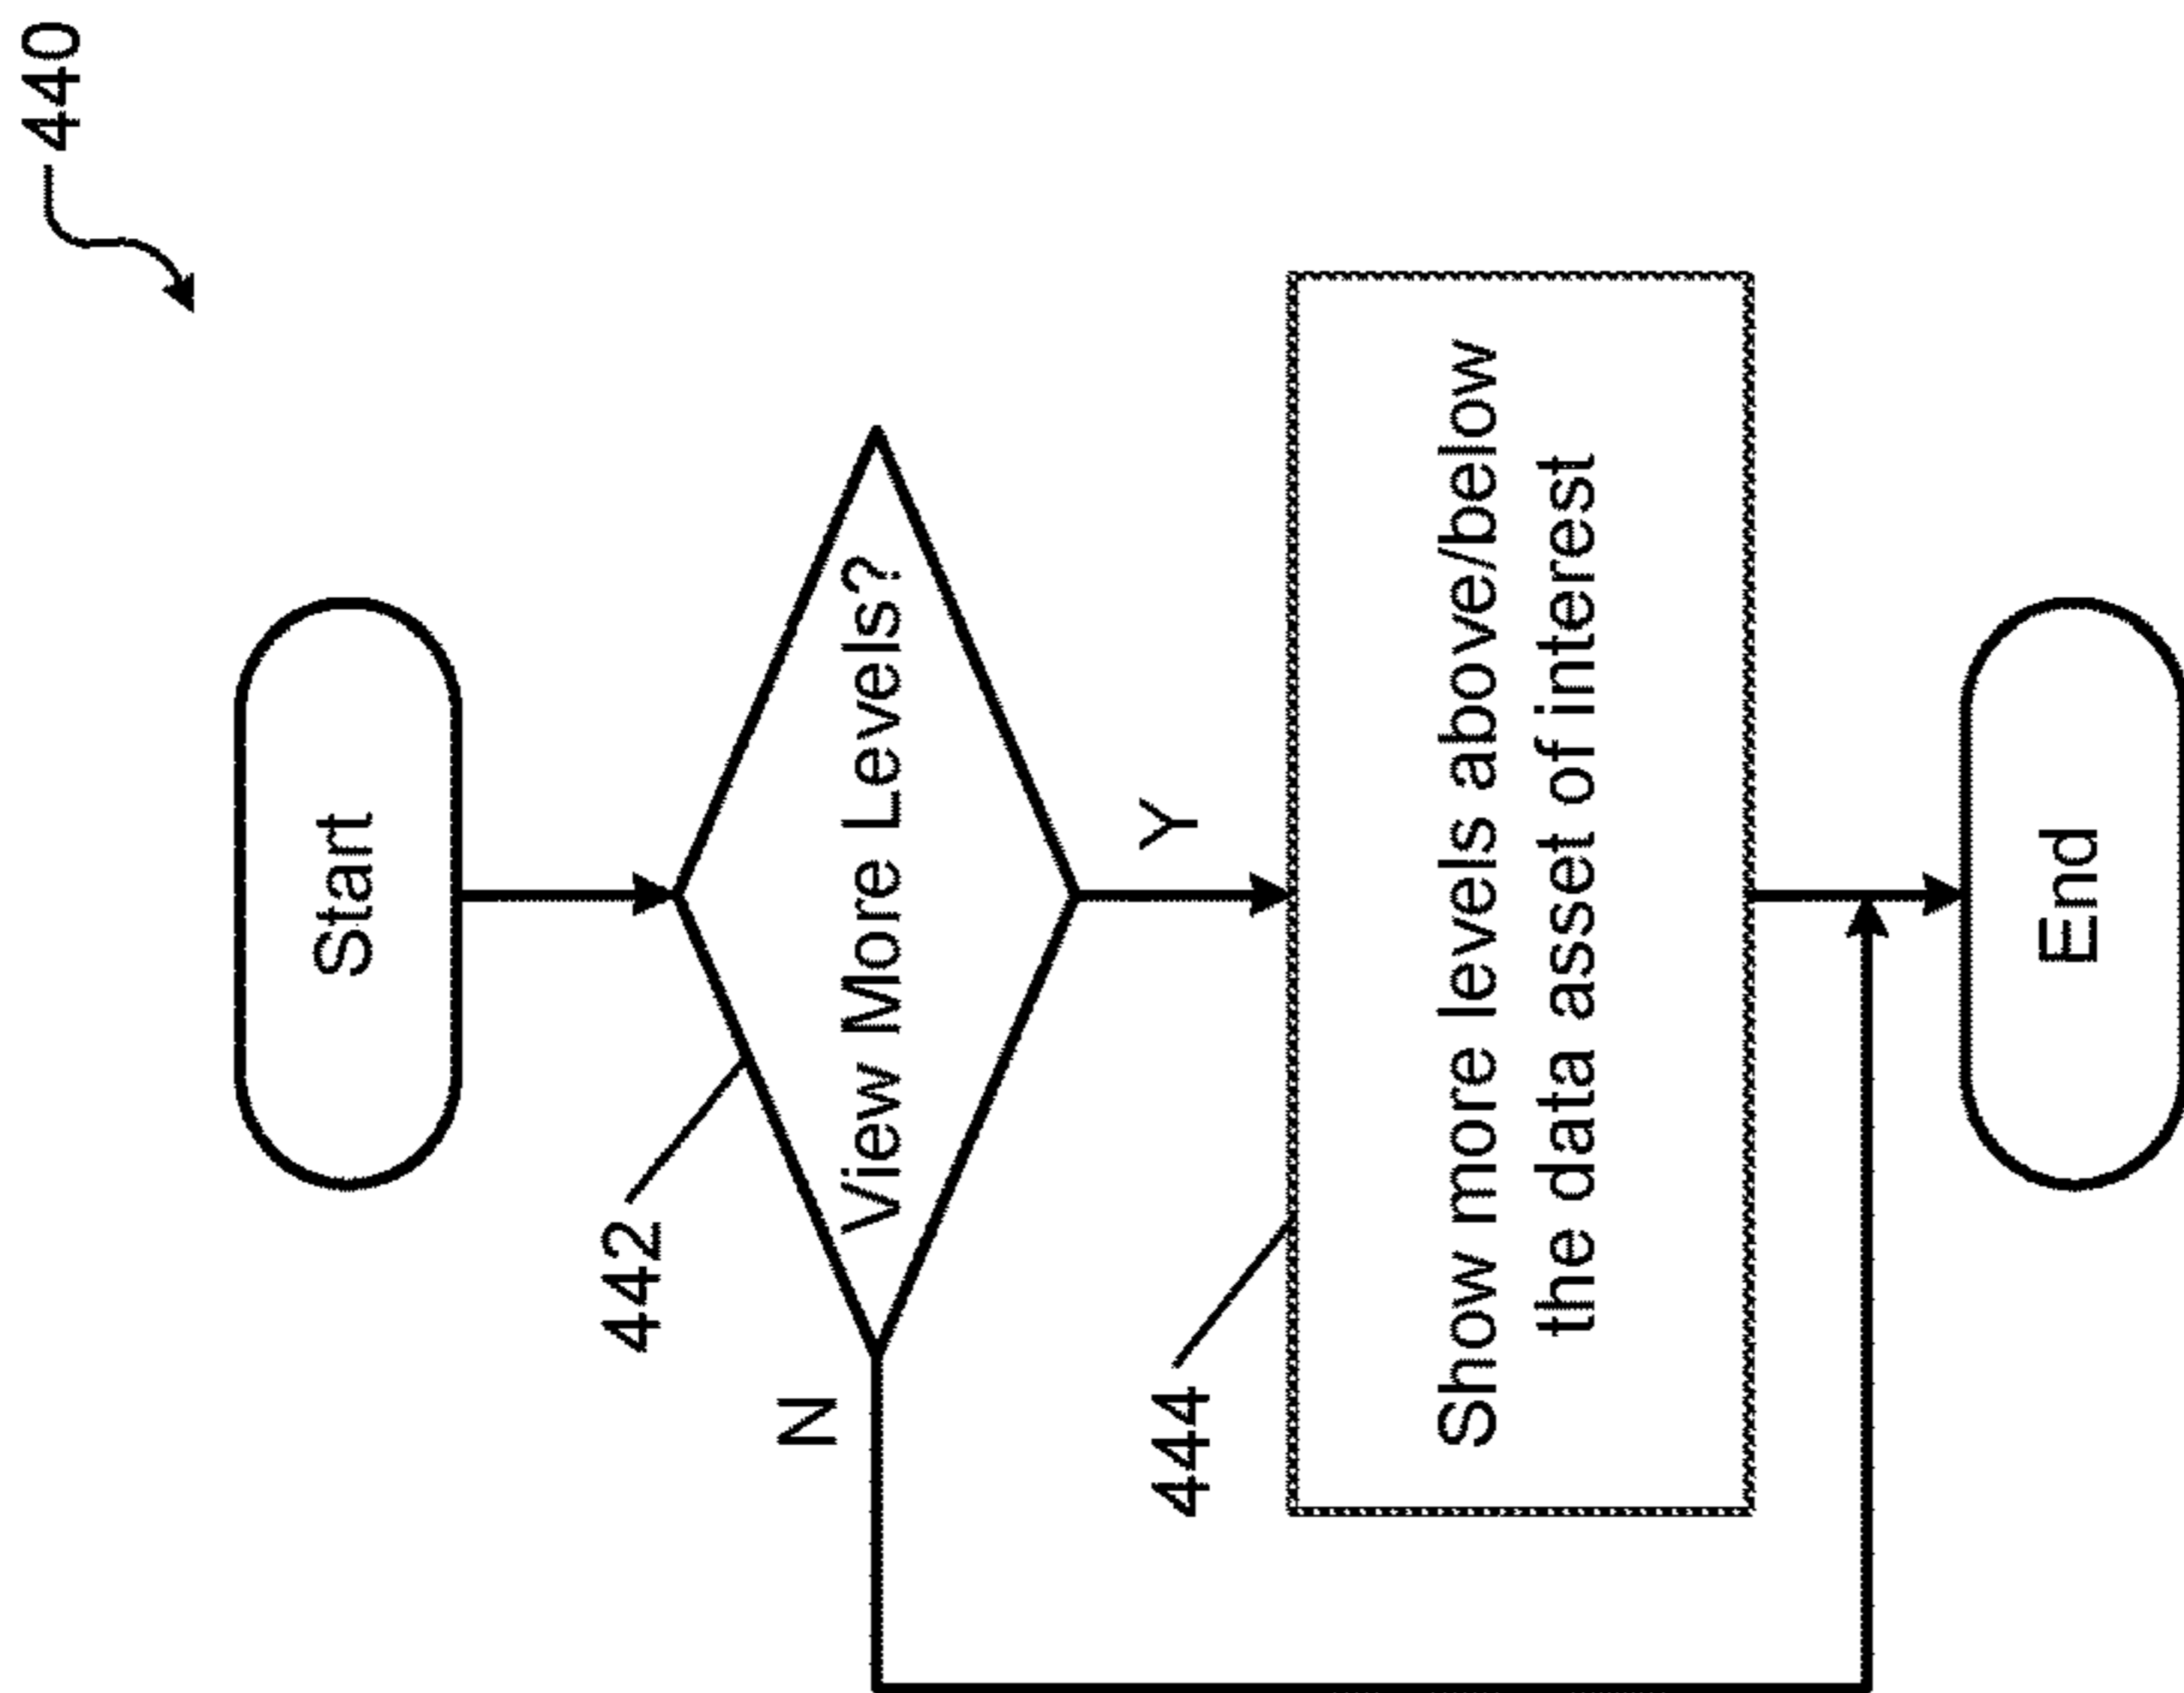 440
Start
442
View More Levels?
N
Y
444
Show more levels above/below
the data asset of interest
End